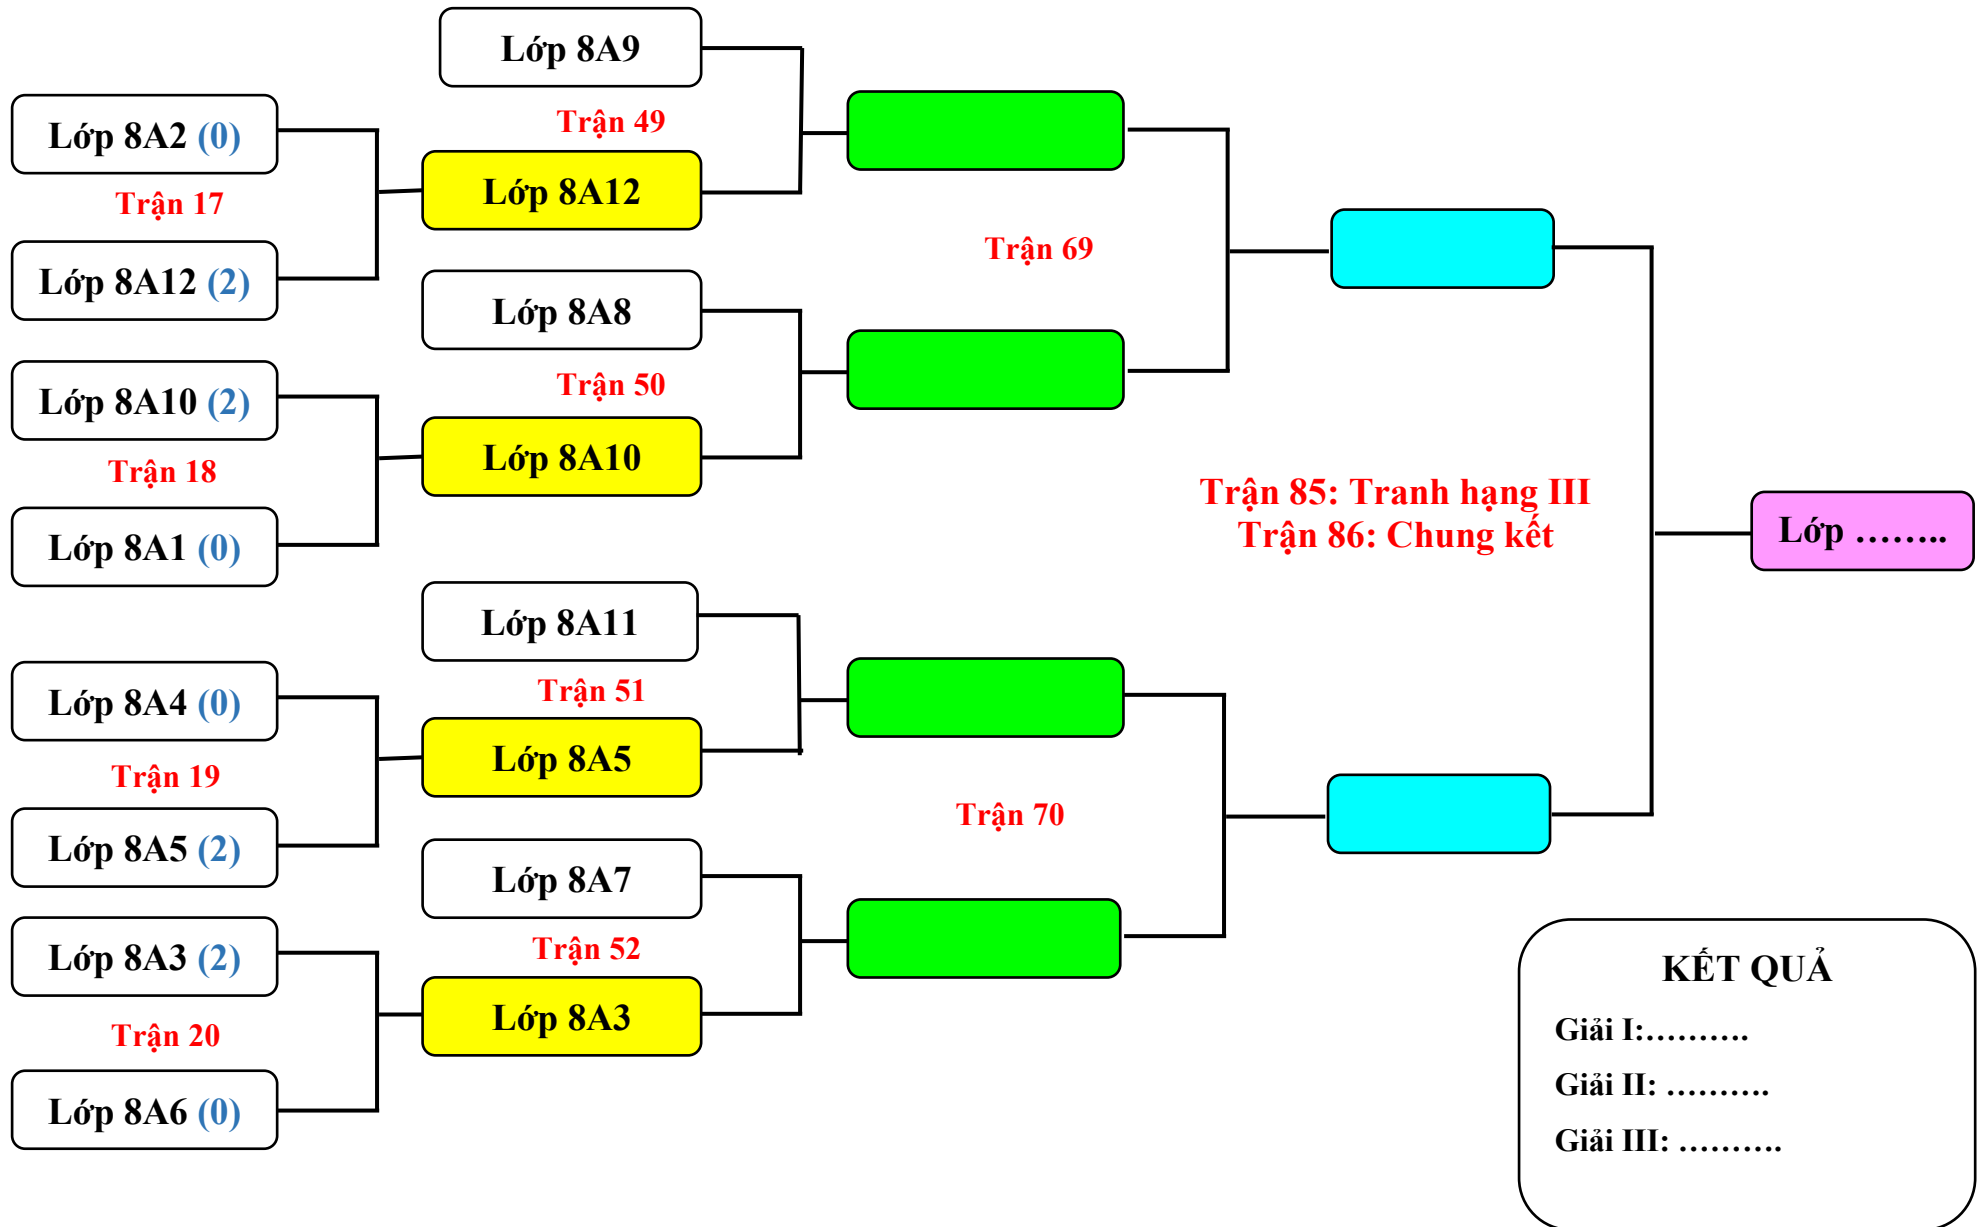 Lớp 8A9
Trận 49
Lớp 8A2 (0)
Trận 17
Lớp 8A12
Lớp 8A12 (2)
Trận 69
Lớp 8A8
Trận 50
Lớp 8A10 (2)
Trận 18
Lớp 8A10
Lớp 8A1 (0)
Trận 85: Tranh hạng III
Trận 86: Chung kết
Lớp ……..
Lớp 8A11
Trận 51
Lớp 8A4 (0)
Trận 19
Lớp 8A5
Lớp 8A5 (2)
Trận 70
Lớp 8A7
Trận 52
Lớp 8A3 (2)
Trận 20
Lớp 8A3
Lớp 8A6 (0)
KẾT QUẢ
Giải I:……….
Giải II: ……….
Giải III: ……….